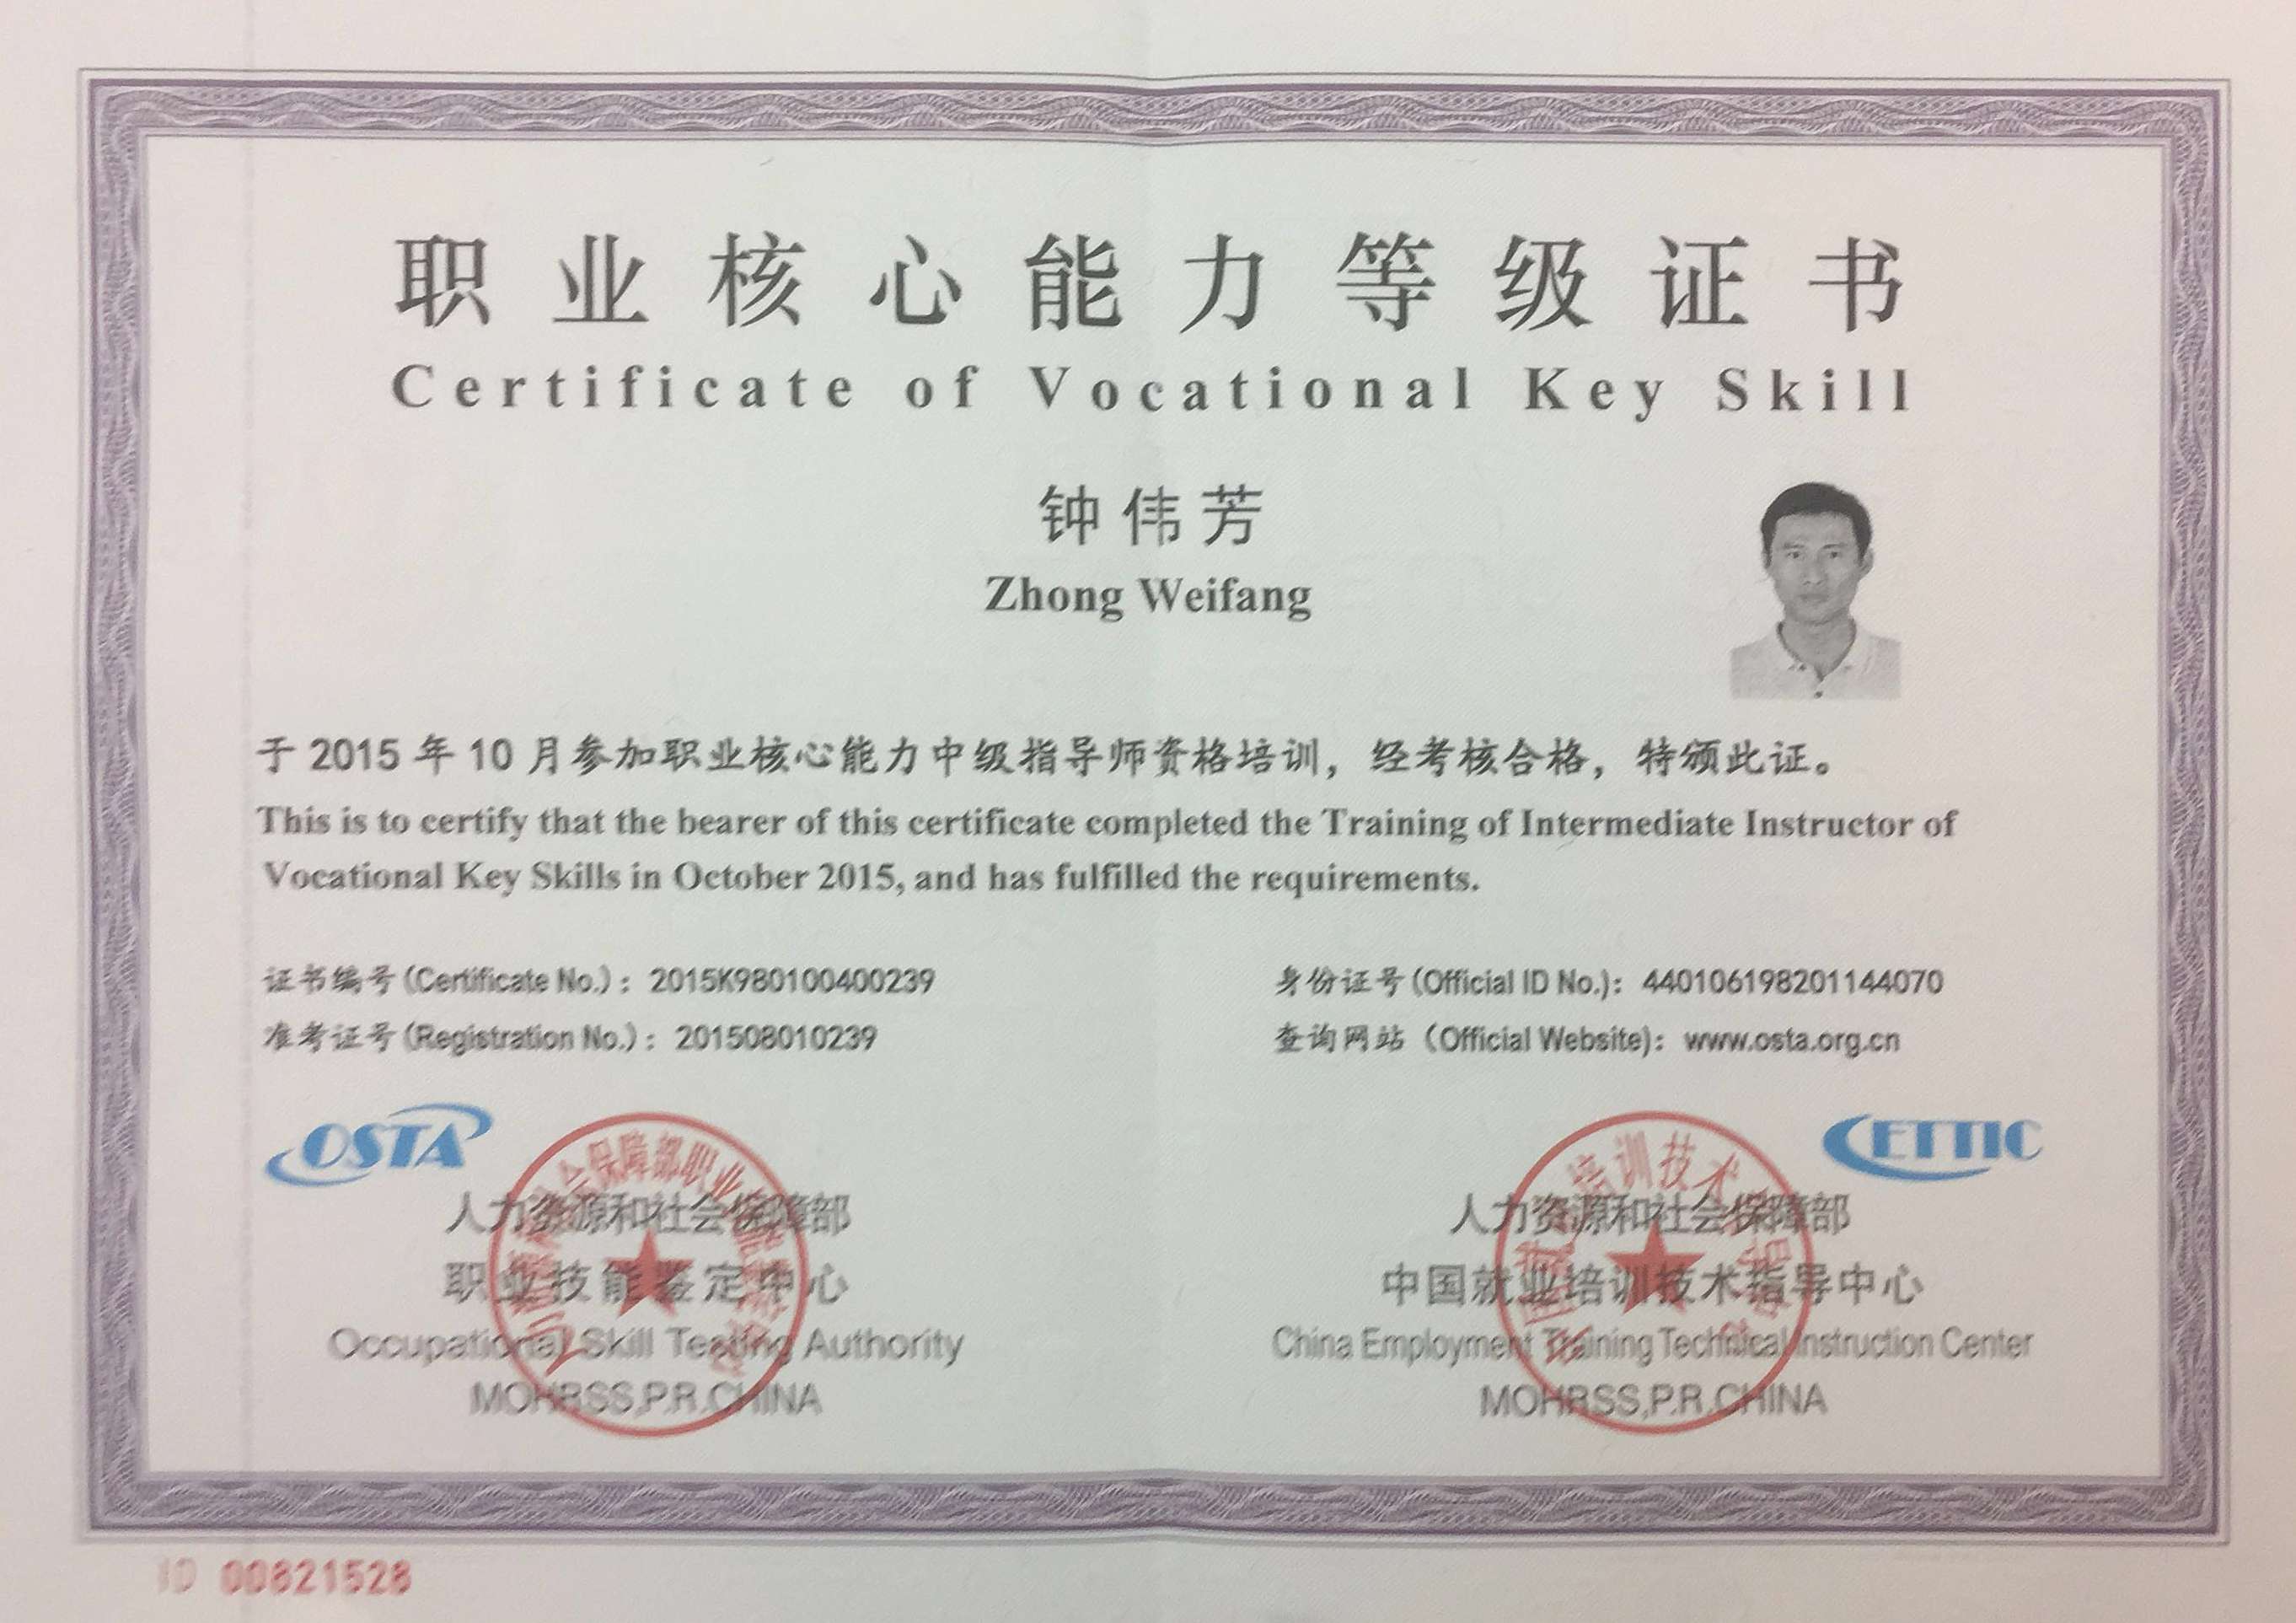 职业核心能力等级证书
Certificate of Vocational Key Skill
钟伟芳
Zhong Weifang
于 2015 年 10 月参加职业核心能力中级指导师资格培训，经考核合格，特颁此证。
This is to certify that the bearer of this certificate completed the Training of Intermediate Instructor of
Vocational Key Skills in October 2015, and has fulfilled the requirements.
证书编号(Certificate No.)：2015K980100400239
准考证号(Registration No.)：201508010239
身份证号(Official ID No.)：440106198201144070
查询网站（Official Website)：www.osta.org.cn
OSTA
人力资源和社会保障部
职业技能鉴定中心
Occupational Skill Testing Authority
MOHRSS,P.R.CHINA
CETTIC
人力资源和社会保障部
中国就业培训技术指导中心
China Employment Training Technical Instruction Center
MOHRSS,P.R.CHINA
ID 00821528